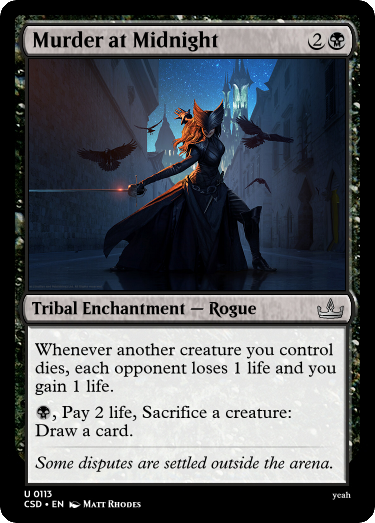 Murder at Midnight 2
Tribal Enchantment — Rogue
Whenever another creature you control
dies, each opponent loses 1 life and you
gain 1 life.
, Pay 2 life, Sacrifice a creature:
Draw a card.
Some disputes are settled outside the arena.
U 0113
CSD • EN MATT RHODES
yeah